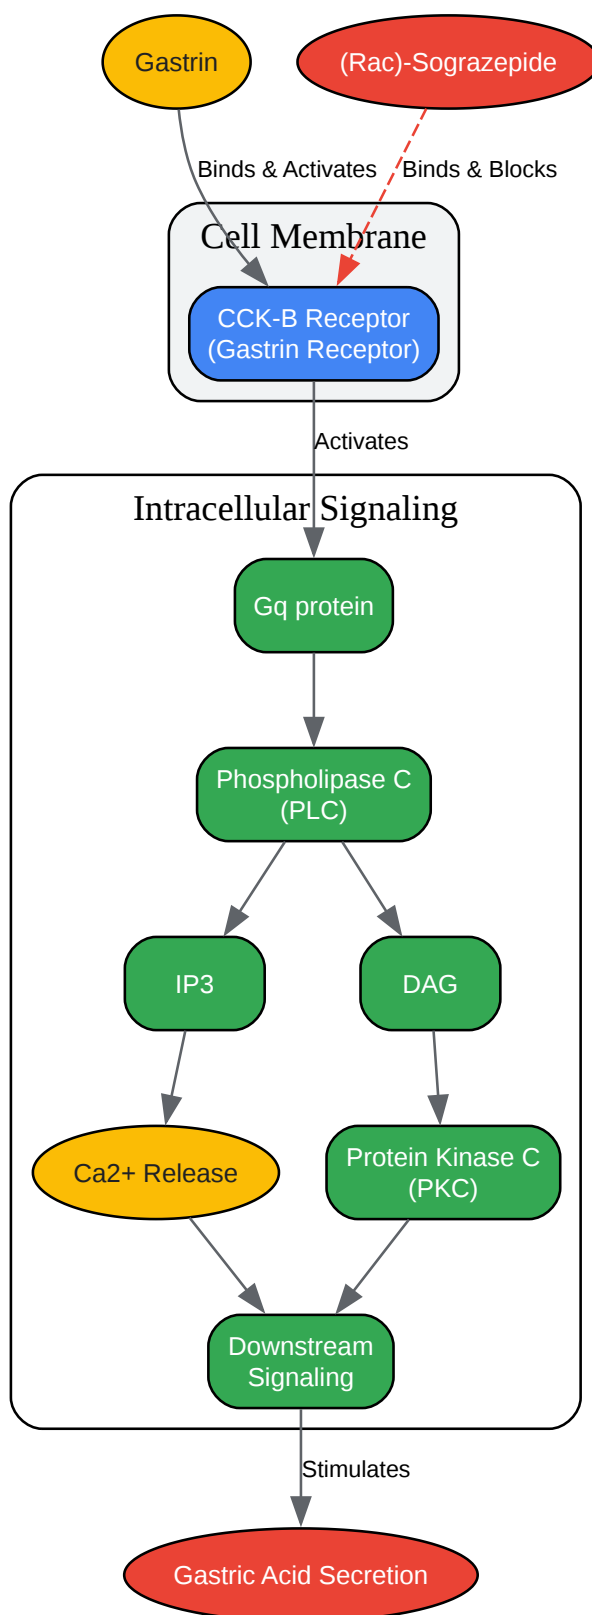 Gastrin
(Rac)-Sograzepide
Binds & Activates
Binds & Blocks
Cell Membrane
CCK-B Receptor
(Gastrin Receptor)
Activates
Intracellular Signaling
Gq protein
Phospholipase C
(PLC)
IP3
DAG
Ca2+ Release
Protein Kinase C
(PKC)
Downstream
Signaling
Stimulates
Gastric Acid Secretion